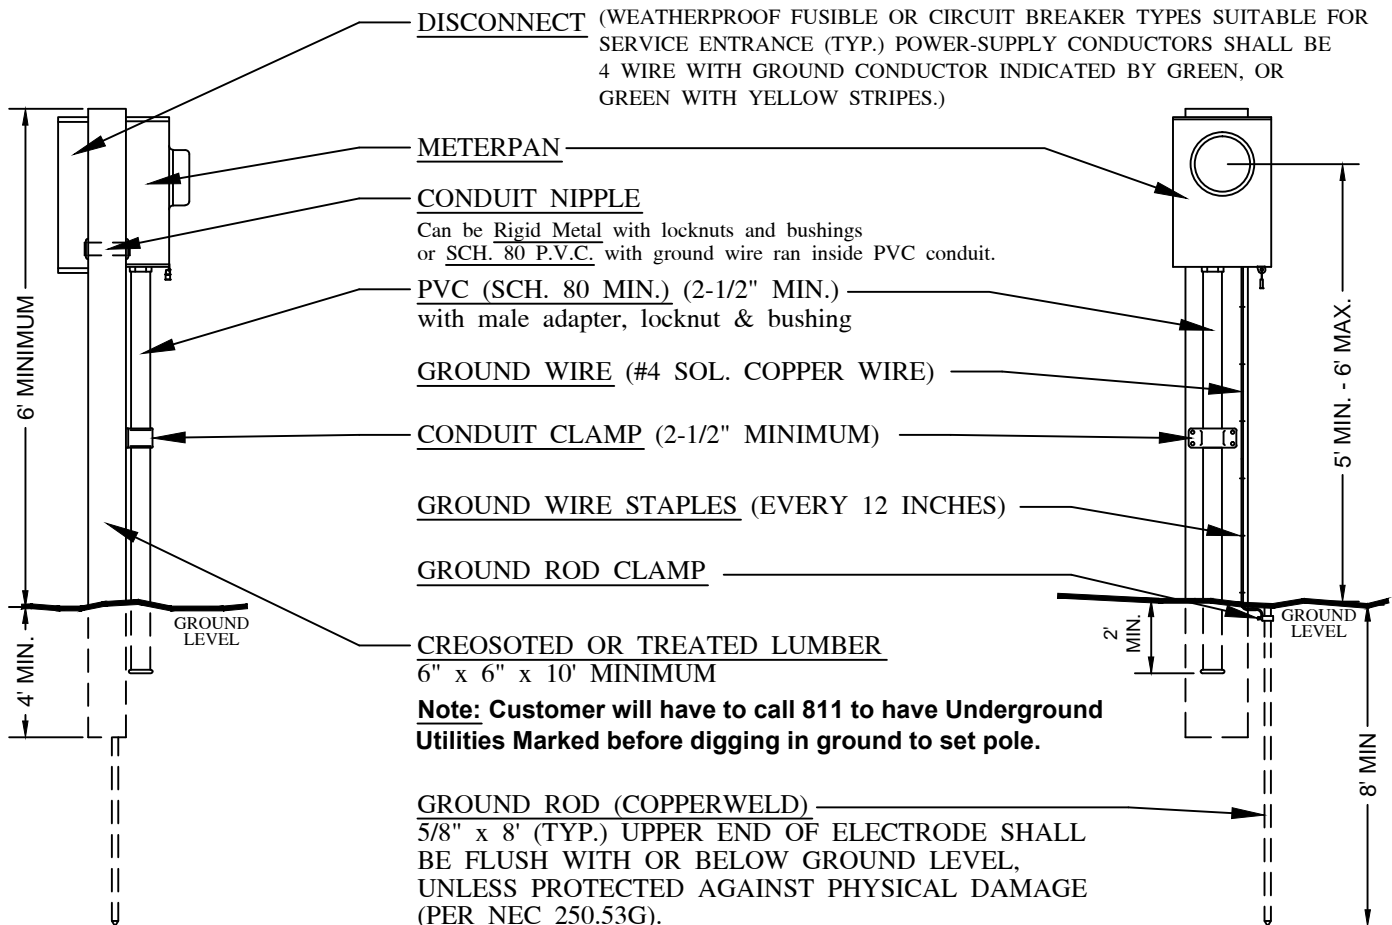 DISCONNECT (WEATHERPROOF FUSIBLE OR CIRCUIT BREAKER TYPES SUITABLE FOR
SERVICE ENTRANCE (TYP.) POWER-SUPPLY CONDUCTORS SHALL BE
4 WIRE WITH GROUND CONDUCTOR INDICATED BY GREEN, OR
GREEN WITH YELLOW STRIPES.)
METERPAN
CONDUIT NIPPLE
Can be Rigid Metal with locknuts and bushings
or SCH. 80 P.V.C. with ground wire ran inside PVC conduit.
PVC (SCH. 80 MIN.) (2-1/2" MIN.)
with male adapter, locknut & bushing
GROUND WIRE (#4 SOL. COPPER WIRE)
CONDUIT CLAMP (2-1/2" MINIMUM)
GROUND WIRE STAPLES (EVERY 12 INCHES)
GROUND ROD CLAMP
CREOSOTED OR TREATED LUMBER
6" x 6" x 10' MINIMUM
Note: Customer will have to call 811 to have Underground
Utilities Marked before digging in ground to set pole.
GROUND ROD (COPPERWELD)
5/8" x 8' (TYP.) UPPER END OF ELECTRODE SHALL
BE FLUSH WITH OR BELOW GROUND LEVEL,
UNLESS PROTECTED AGAINST PHYSICAL DAMAGE
(PER NEC 250.53G).
6' MINIMUM
4' MIN.
GROUND
LEVEL
5' MIN. - 6' MAX.
2'
MIN.
GROUND
LEVEL
8' MIN